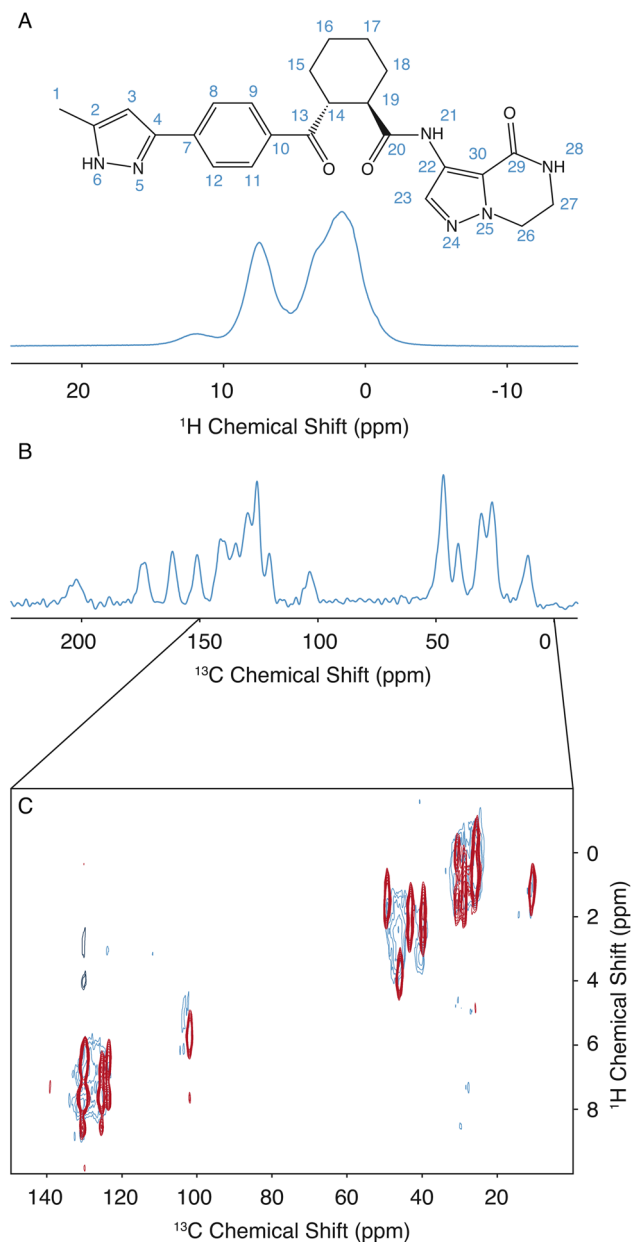 A
16 17
1 8 9 15 18
3
2 4 13 14 19 21 O
NH 28
HN N 7 10 20 22 30 29
6 5 12 11 O O 23 27
N 24 N 25 26
20 10 0 -10
¹H Chemical Shift (ppm)
B
200 150 100 50 0
¹³C Chemical Shift (ppm)
C
0
2
4
6
8
¹H Chemical Shift (ppm)
140 120 100 80 60 40 20
¹³C Chemical Shift (ppm)